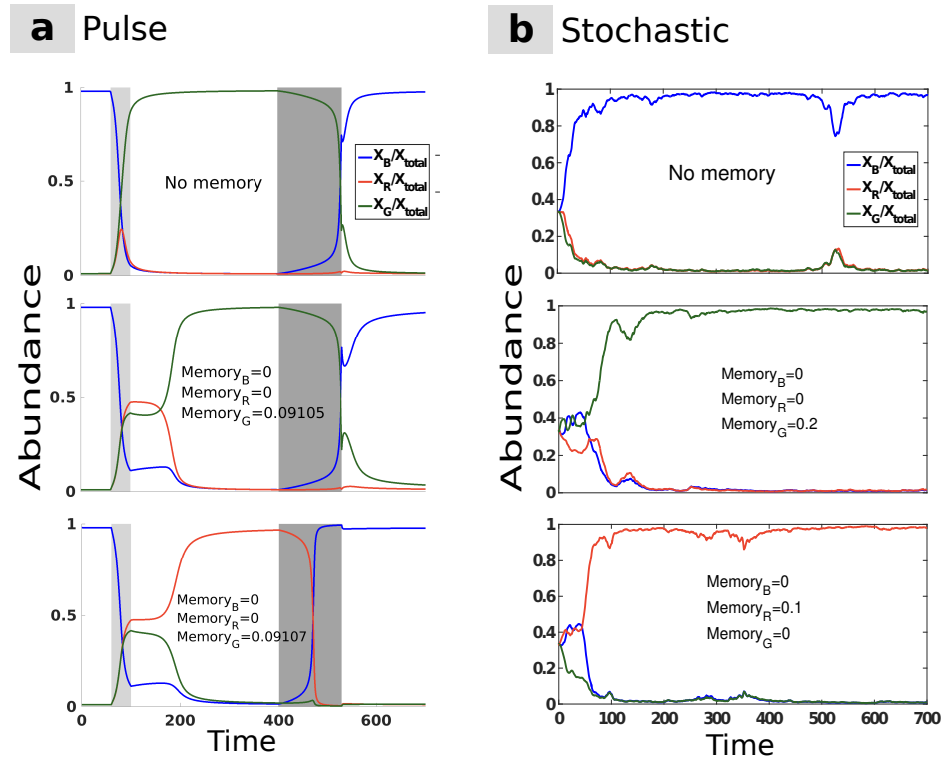 a Pulse
b Stochastic
1
0.5
0
No memory
X_B/X_total
X_R/X_total
X_G/X_total
1
0.5
0
Memory_B=0
Memory_R=0
Memory_G=0.09105
1
0.5
0
Memory_B=0
Memory_R=0
Memory_G=0.09107
0 200 400 600
Time
Abundance
1
0.8
0.6
0.4
0.2
0
No memory
X_B/X_total
X_R/X_total
X_G/X_total
1
0.8
0.6
0.4
0.2
0
Memory_B=0
Memory_R=0
Memory_G=0.2
1
0.8
0.6
0.4
0.2
0
Memory_B=0
Memory_R=0.1
Memory_G=0
0 100 200 300 400 500 600 700
Time
Abundance